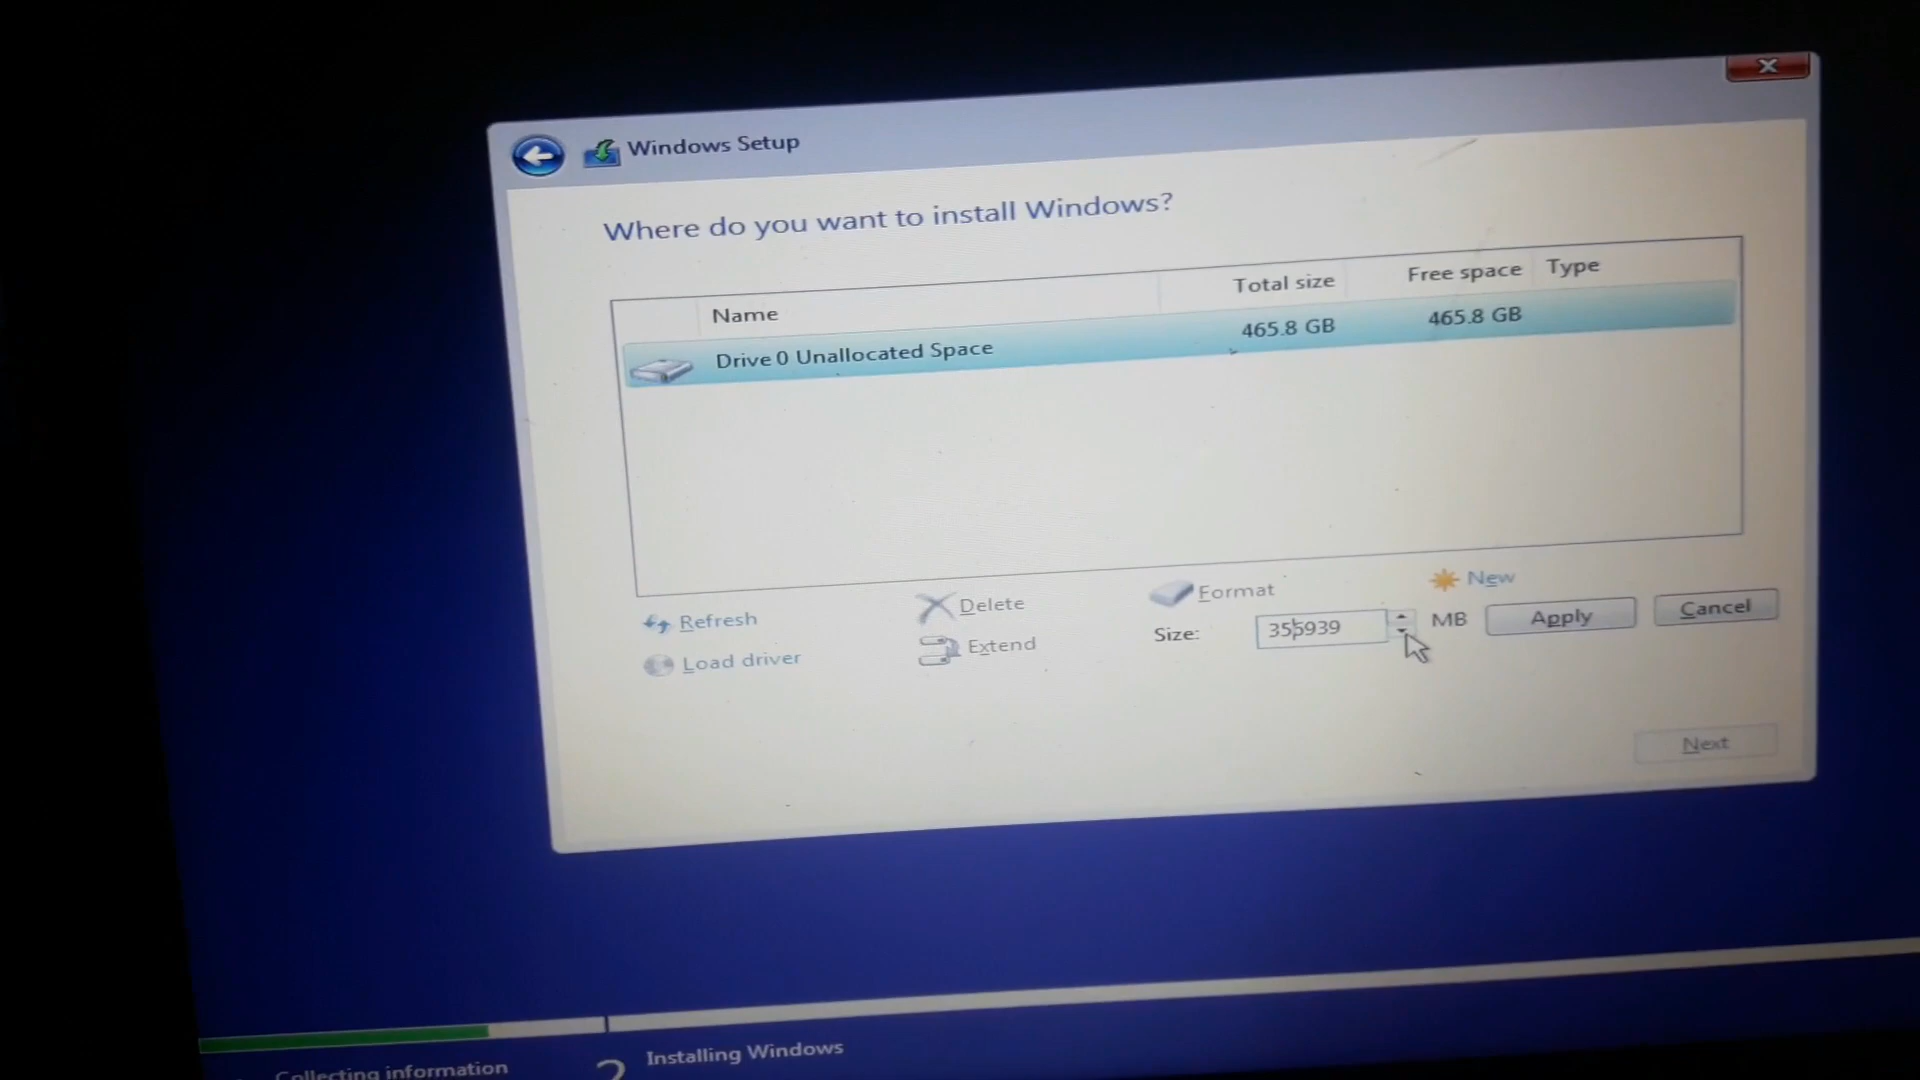 Windows Setup
Where do you want to install Windows?
Name Total size Free space Type
Drive 0 Unallocated Space 465.8 GB 465.8 GB
Refresh Delete Format New
Load driver Extend Size: 355939 MB Apply Cancel
Next
Collecting information 2 Installing Windows